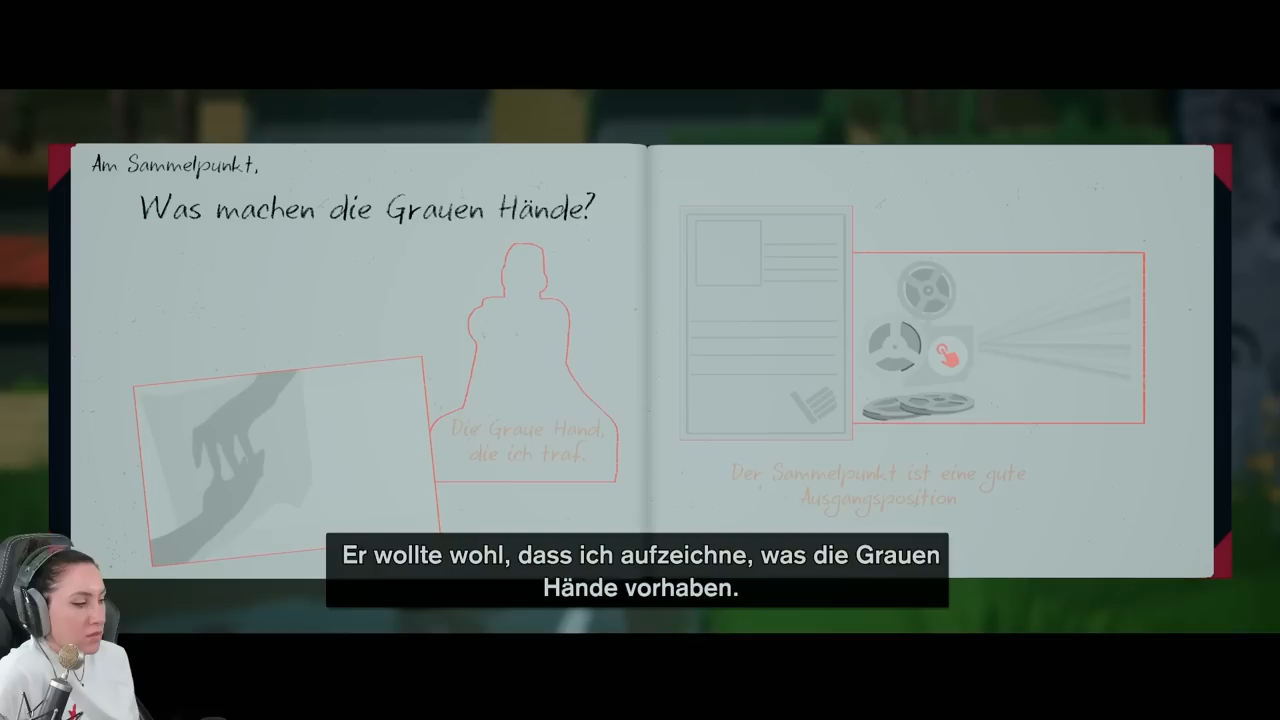 Am Sammelpunkt,
Was machen die Grauen Hände?
Die Graue Hand,
die ich traf.
Der Sammelpunkt ist eine gute
Ausgangsposition
Er wollte wohl, dass ich aufzeichne, was die Grauen
Hände vorhaben.